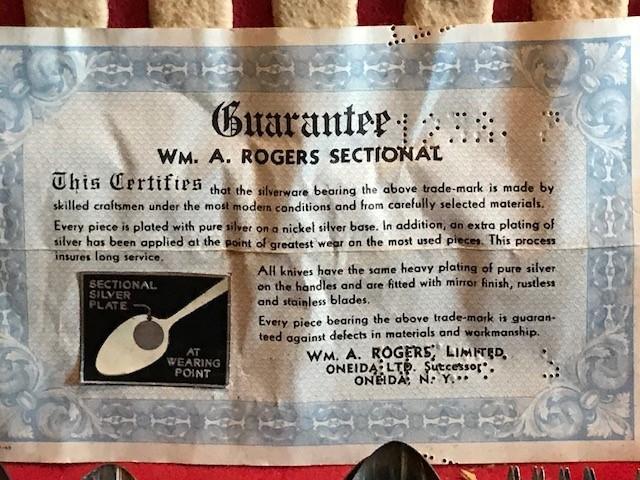 Guarantee
WM. A. ROGERS SECTIONAL
This Certifies that the silverware bearing the above trade-mark is made by
skilled craftsmen under the most modern conditions and from carefully selected materials.
Every piece is plated with pure silver on a nickel silver base. In addition, an extra plating of
silver has been applied at the point of greatest wear on the most used pieces. This process
insures long service.
SECTIONAL
SILVER
PLATE
AT
WEARING
POINT
All knives have the same heavy plating of pure silver
on the handles and are fitted with mirror finish, rustless
and stainless blades.
Every piece bearing the above trade-mark is guaran-
teed against defects in materials and workmanship.
WM. A. ROGERS, LIMITED
ONEIDA, LTD. Successor
ONEIDA, N. Y.